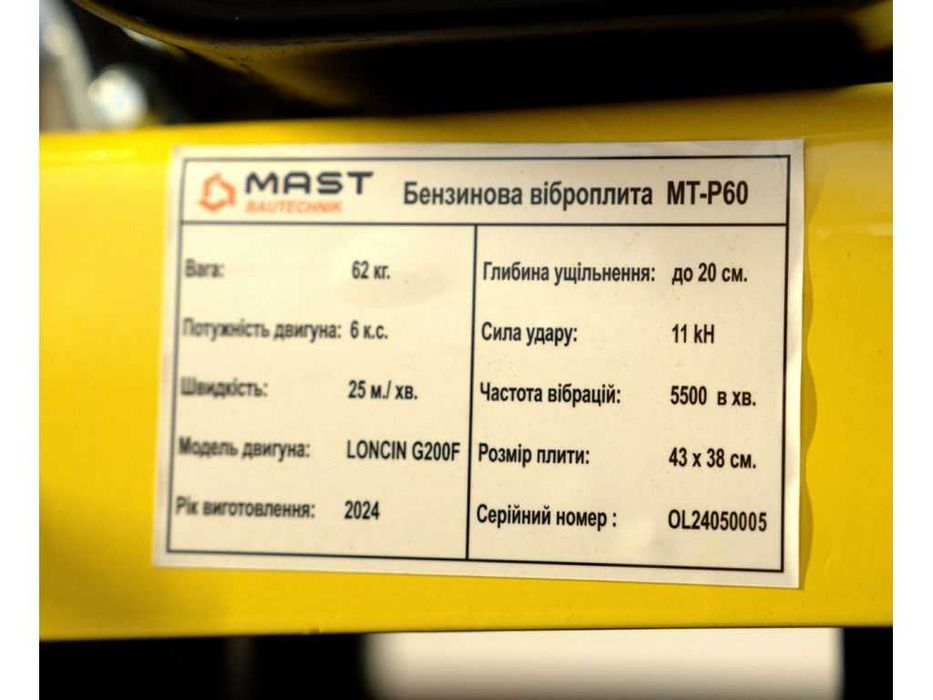 MAST
BAUTECHNIK
Бензинова віброплита МТ-Р60
Вага: 62 кг.
Потужність двигуна: 6 к.с.
Швидкість: 25 м./ хв.
Модель двигуна: LONCIN G200F
Рік виготовлення: 2024
Глибина ущільнення: до 20 см.
Сила удару: 11 kH
Частота вібрацій: 5500 в хв.
Розмір плити: 43 x 38 см.
Серійний номер : OL24050005